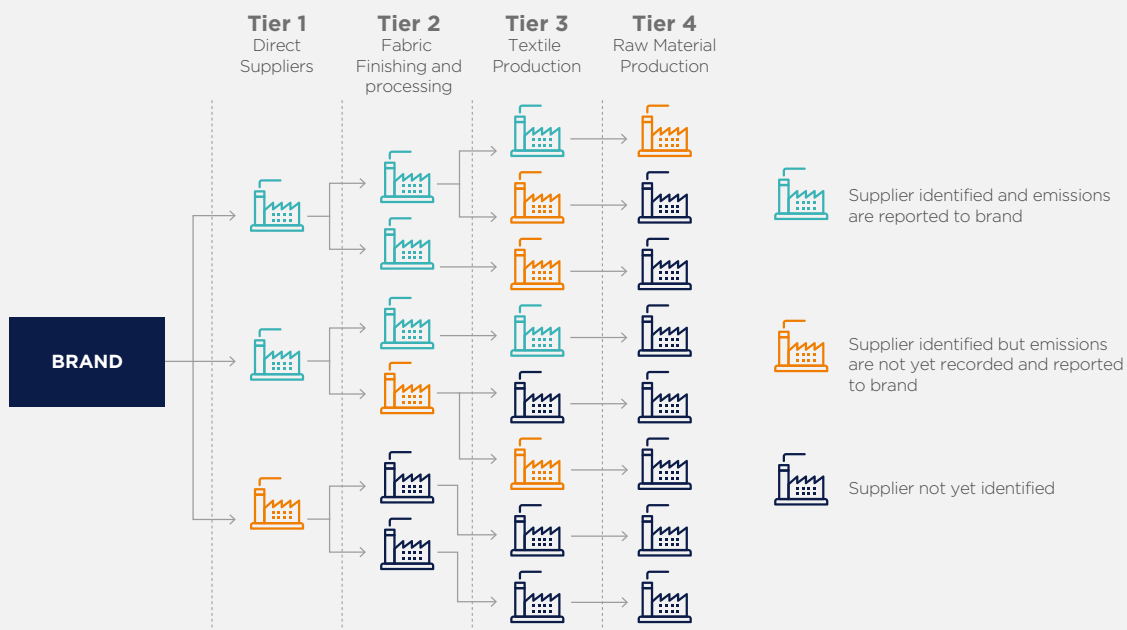 Tier 1
Direct
Suppliers
Tier 2
Fabric
Finishing and
processing
Tier 3
Textile
Production
Tier 4
Raw Material
Production
BRAND
Supplier identified and emissions
are reported to brand
Supplier identified but emissions
are not yet recorded and reported
to brand
Supplier not yet identified